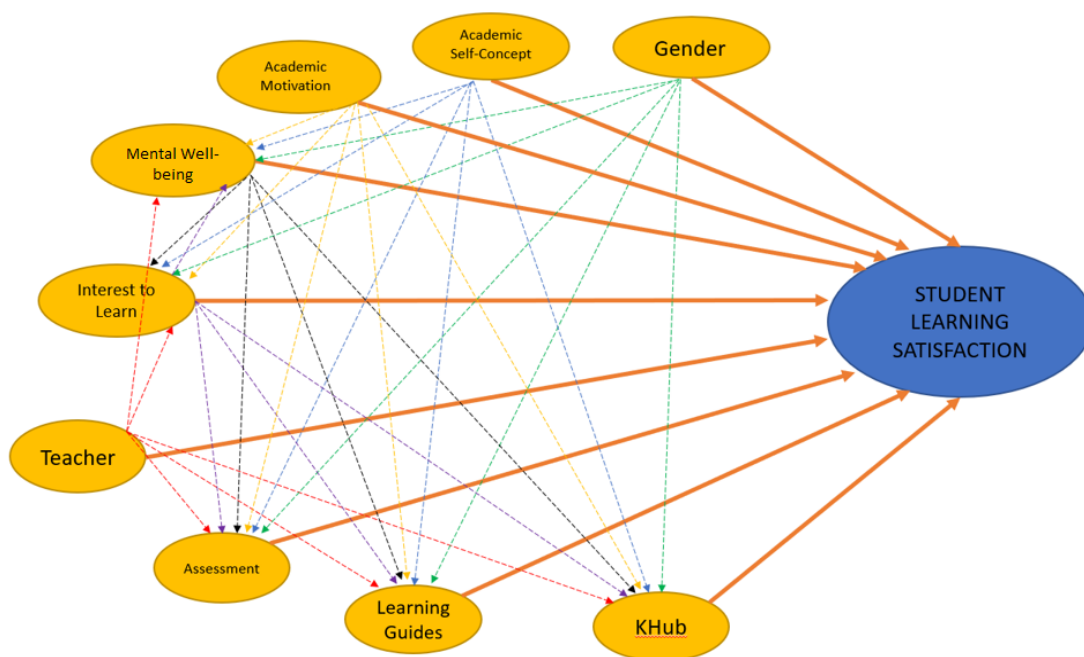 Academic
Self-Concept
Gender
Academic
Motivation
Mental Well-
being
Interest to
Learn
STUDENT
LEARNING
SATISFACTION
Teacher
Assessment
Learning
Guides
KHub